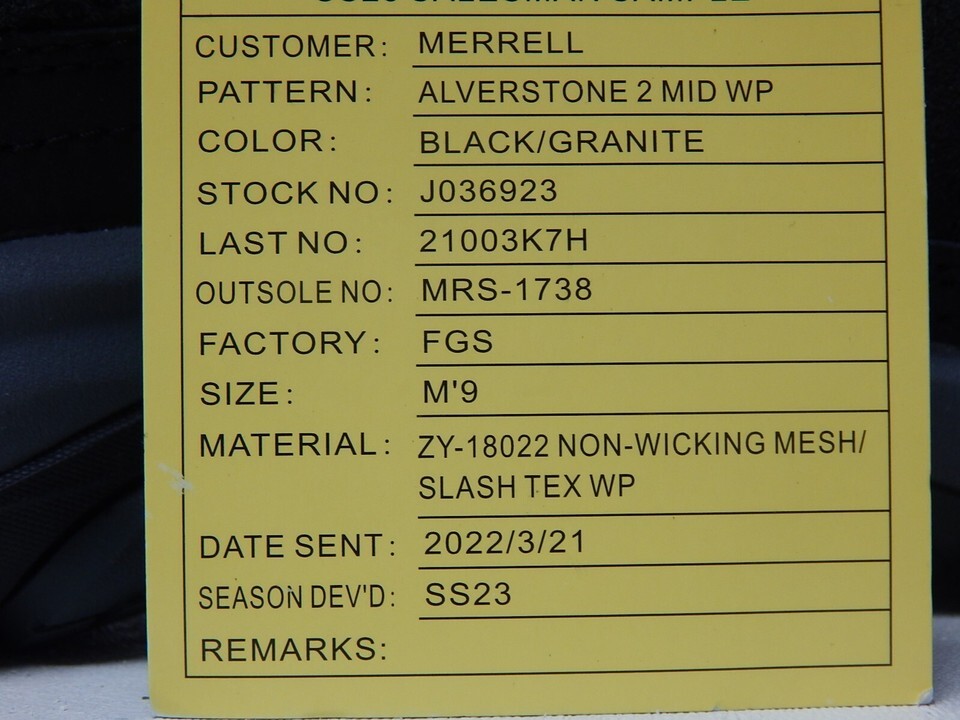 CUSTOMER: MERRELL
PATTERN: ALVERSTONE 2 MID WP
COLOR: BLACK/GRANITE
STOCK NO: J036923
LAST NO: 21003K7H
OUTSOLE NO: MRS-1738
FACTORY: FGS
SIZE: M'9
MATERIAL: ZY-18022 NON-WICKING MESH/
SLASH TEX WP
DATE SENT: 2022/3/21
SEASON DEV'D: SS23
REMARKS: